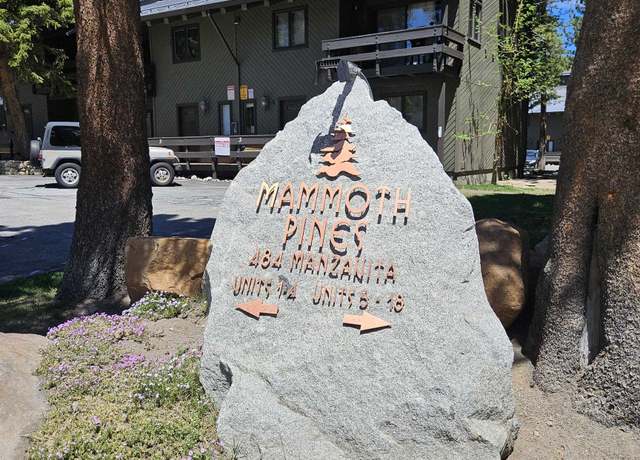 MAMMOTH
PINES
484 MANZANITA
UNITS 1-4 UNITS 5 - 18